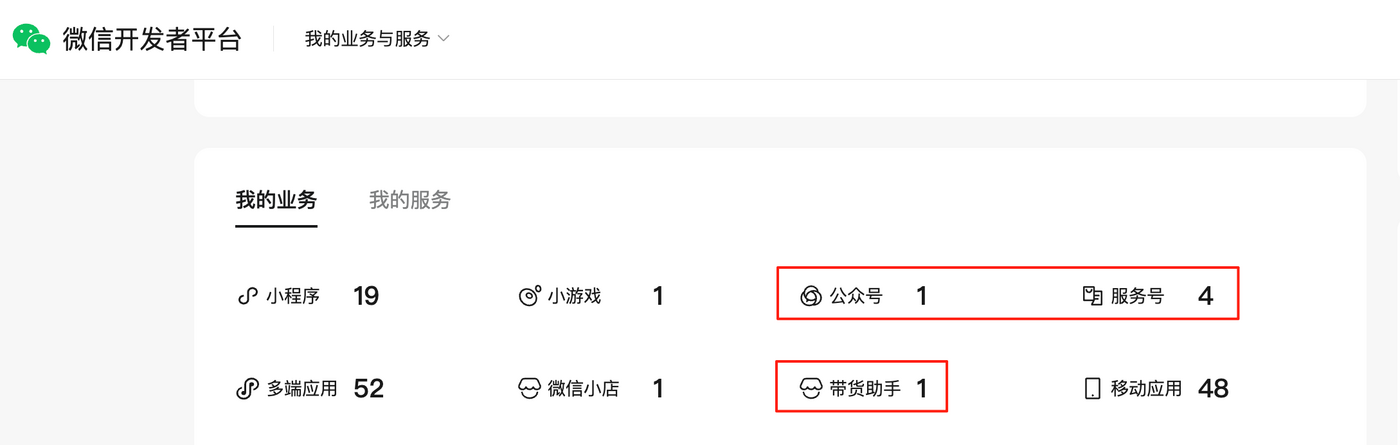 微信开发者平台 我的业务与服务
我的业务 我的服务
小程序 19 小游戏 1 公众号 1 服务号 4
多端应用 52 微信小店 1 带货助手 1 移动应用 48